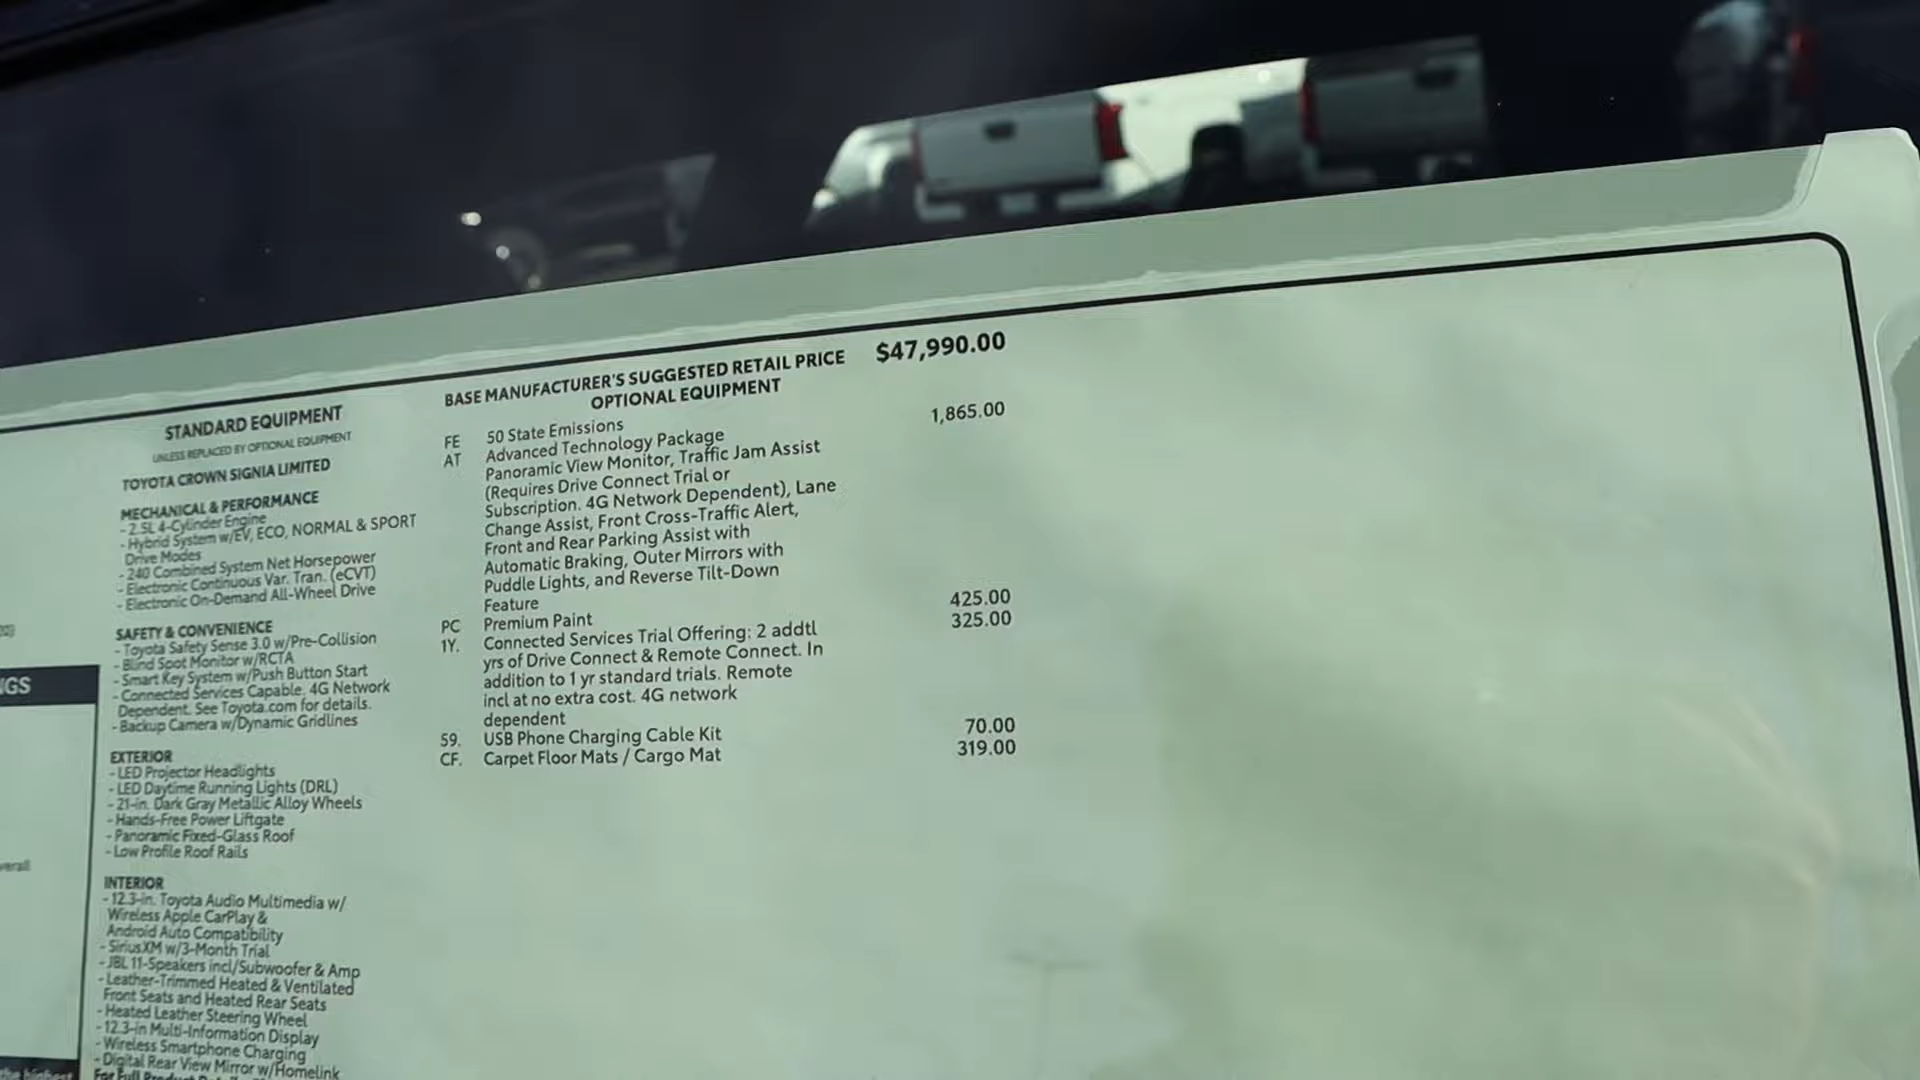 BASE MANUFACTURER'S SUGGESTED RETAIL PRICE $47,990.00
OPTIONAL EQUIPMENT
FE 50 State Emissions
AT Advanced Technology Package 1,865.00
Panoramic View Monitor, Traffic Jam Assist
(Requires Drive Connect Trial or
Subscription. 4G Network Dependent), Lane
Change Assist, Front Cross-Traffic Alert,
Front and Rear Parking Assist with
Automatic Braking, Outer Mirrors with
Puddle Lights, and Reverse Tilt-Down
Feature
PC Premium Paint 425.00
1Y. Connected Services Trial Offering: 2 addtl 325.00
yrs of Drive Connect & Remote Connect. In
addition to 1 yr standard trials. Remote
incl at no extra cost. 4G network
dependent
59. USB Phone Charging Cable Kit 70.00
CF. Carpet Floor Mats / Cargo Mat 319.00
STANDARD EQUIPMENT
UNLESS REPLACED BY OPTIONAL EQUIPMENT
TOYOTA CROWN SIGNIA LIMITED
MECHANICAL & PERFORMANCE
- 2.5L 4-Cylinder Engine
- Hybrid System w/EV, ECO, NORMAL & SPORT
Drive Modes
- 240 Combined System Net Horsepower
- Electronic Continuous Var. Tran. (eCVT)
- Electronic On-Demand All-Wheel Drive
SAFETY & CONVENIENCE
- Toyota Safety Sense 3.0 w/Pre-Collision
- Blind Spot Monitor w/RCTA
- Smart Key System w/Push Button Start
- Connected Services Capable. 4G Network
Dependent. See Toyota.com for details.
- Backup Camera w/Dynamic Gridlines
EXTERIOR
- LED Projector Headlights
- LED Daytime Running Lights (DRL)
- 21-in. Dark Gray Metallic Alloy Wheels
- Hands-Free Power Liftgate
- Panoramic Fixed-Glass Roof
- Low Profile Roof Rails
INTERIOR
- 12.3-in. Toyota Audio Multimedia w/
Wireless Apple CarPlay &
Android Auto Compatibility
- SiriusXM w/3-Month Trial
- JBL 11-Speakers incl/Subwoofer & Amp
- Leather-Trimmed Heated & Ventilated
Front Seats and Heated Rear Seats
- Heated Leather Steering Wheel
- 12.3-in Multi-Information Display
- Wireless Smartphone Charging
- Digital Rear View Mirror w/Homelink
For Full
the highest